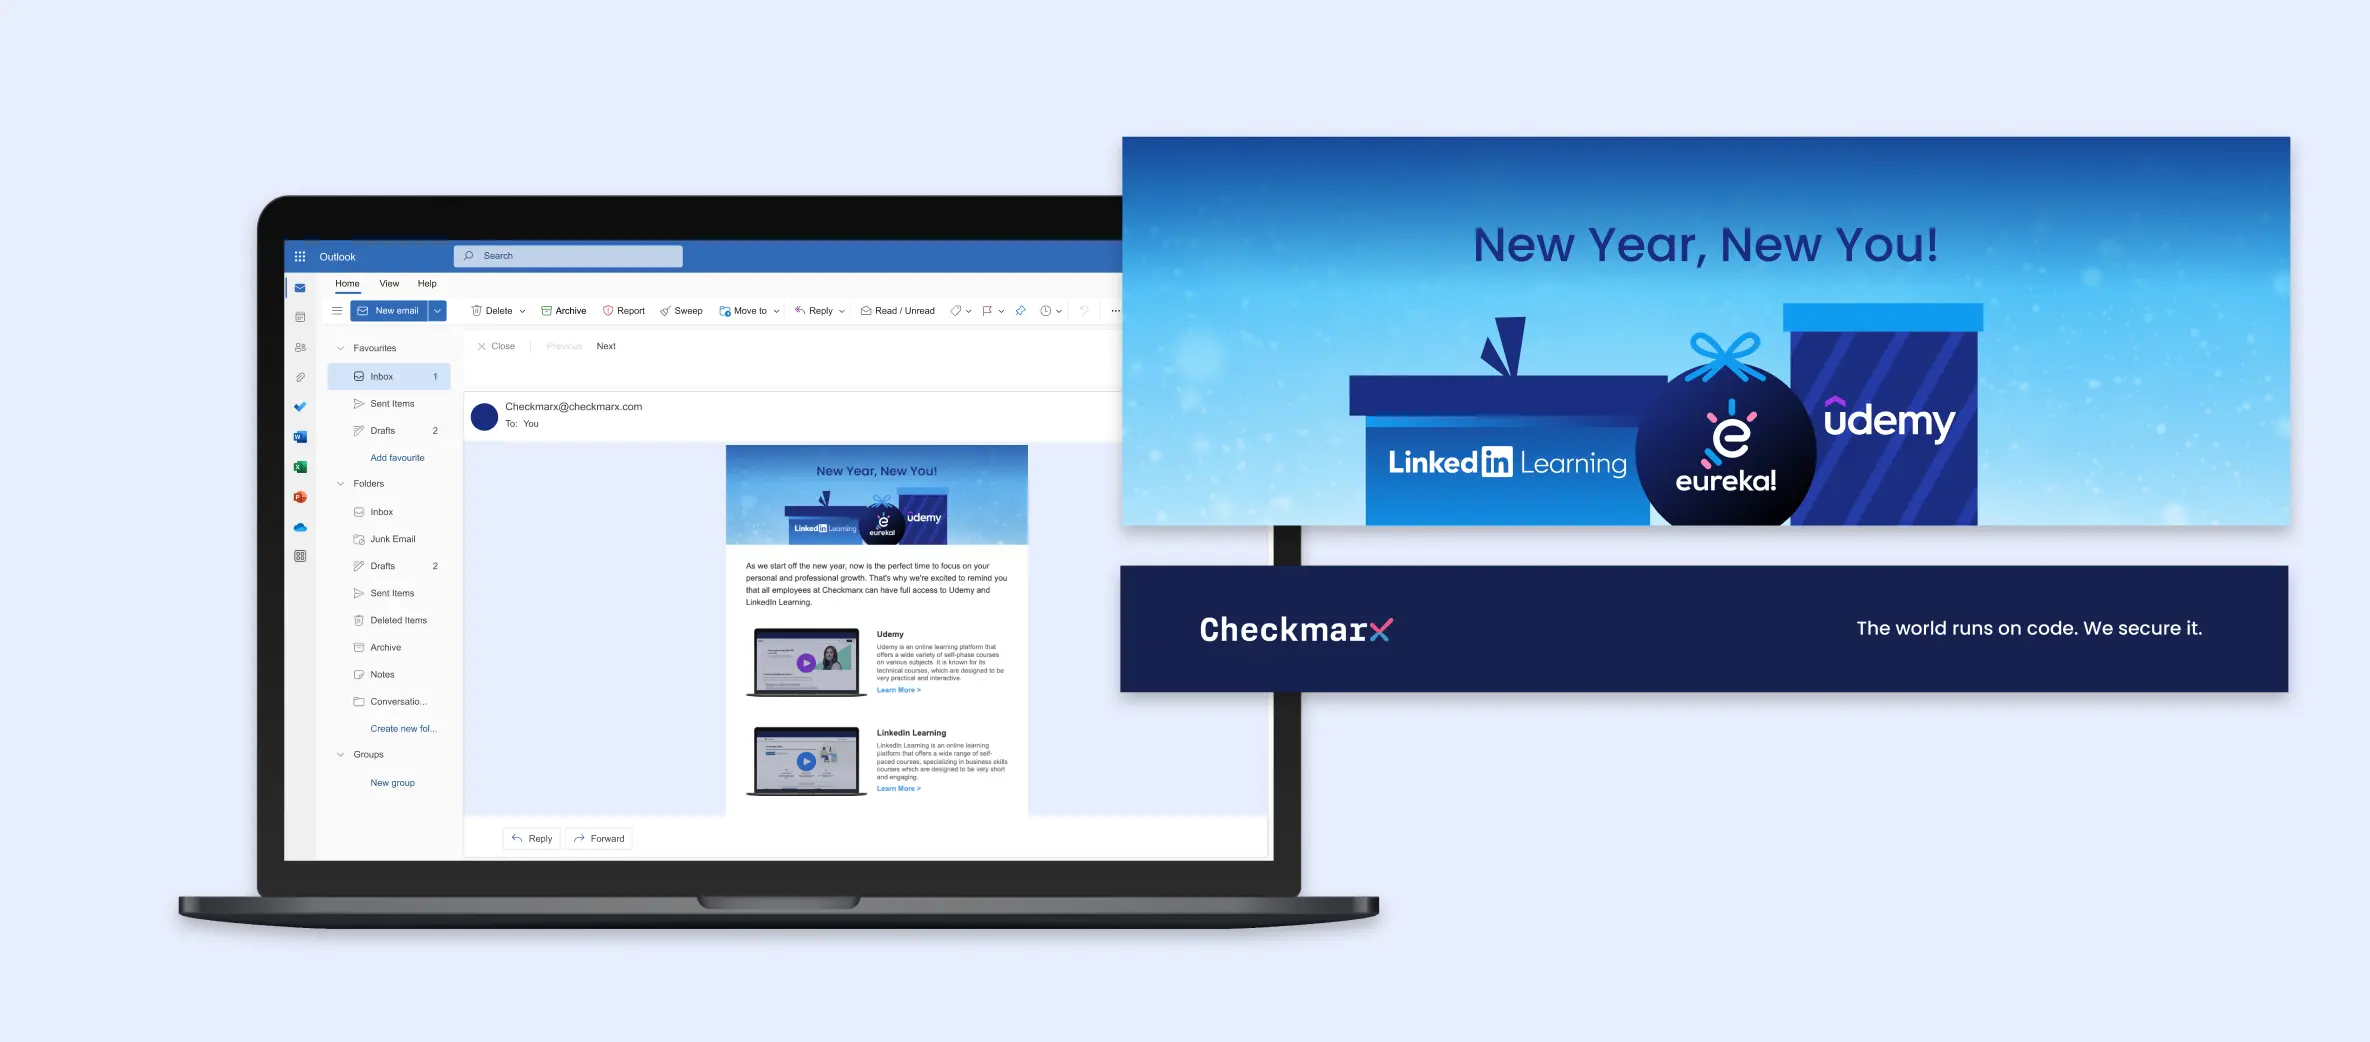 Outlook
Search
Home View Help
New email Delete Archive Report Sweep Move to Reply Read / Unread
Favourites
Inbox 1
Sent Items
Drafts 2
Add favourite
Folders
Inbox
Junk Email
Drafts 2
Sent Items
Deleted Items
Archive
Notes
Conversatio...
Create new fol...
Groups
New group
Close Previous Next
Checkmarx@checkmarx.com
To: You
New Year, New You!
Linkedin Learning
eureka!
udemy
As we start off the new year, now is the perfect time to focus on your
personal and professional growth. That's why we're excited to remind you
that all employees at Checkmarx can have full access to Udemy and
LinkedIn Learning.
Udemy
Udemy is an online learning platform that
offers a wide variety of self-phase courses
on various subjects. It is known for its
technical courses, which are designed to be
very practical and interactive.
Learn More >
Linkedin Learning
LinkedIn Learning is an online learning
platform that offers a wide range of self-
paced courses, specializing in business skills
courses which are designed to be very short
and engaging.
Learn More >
Reply Forward
New Year, New You!
Linkedin Learning
eureka!
udemy
Checkmarx
The world runs on code. We secure it.